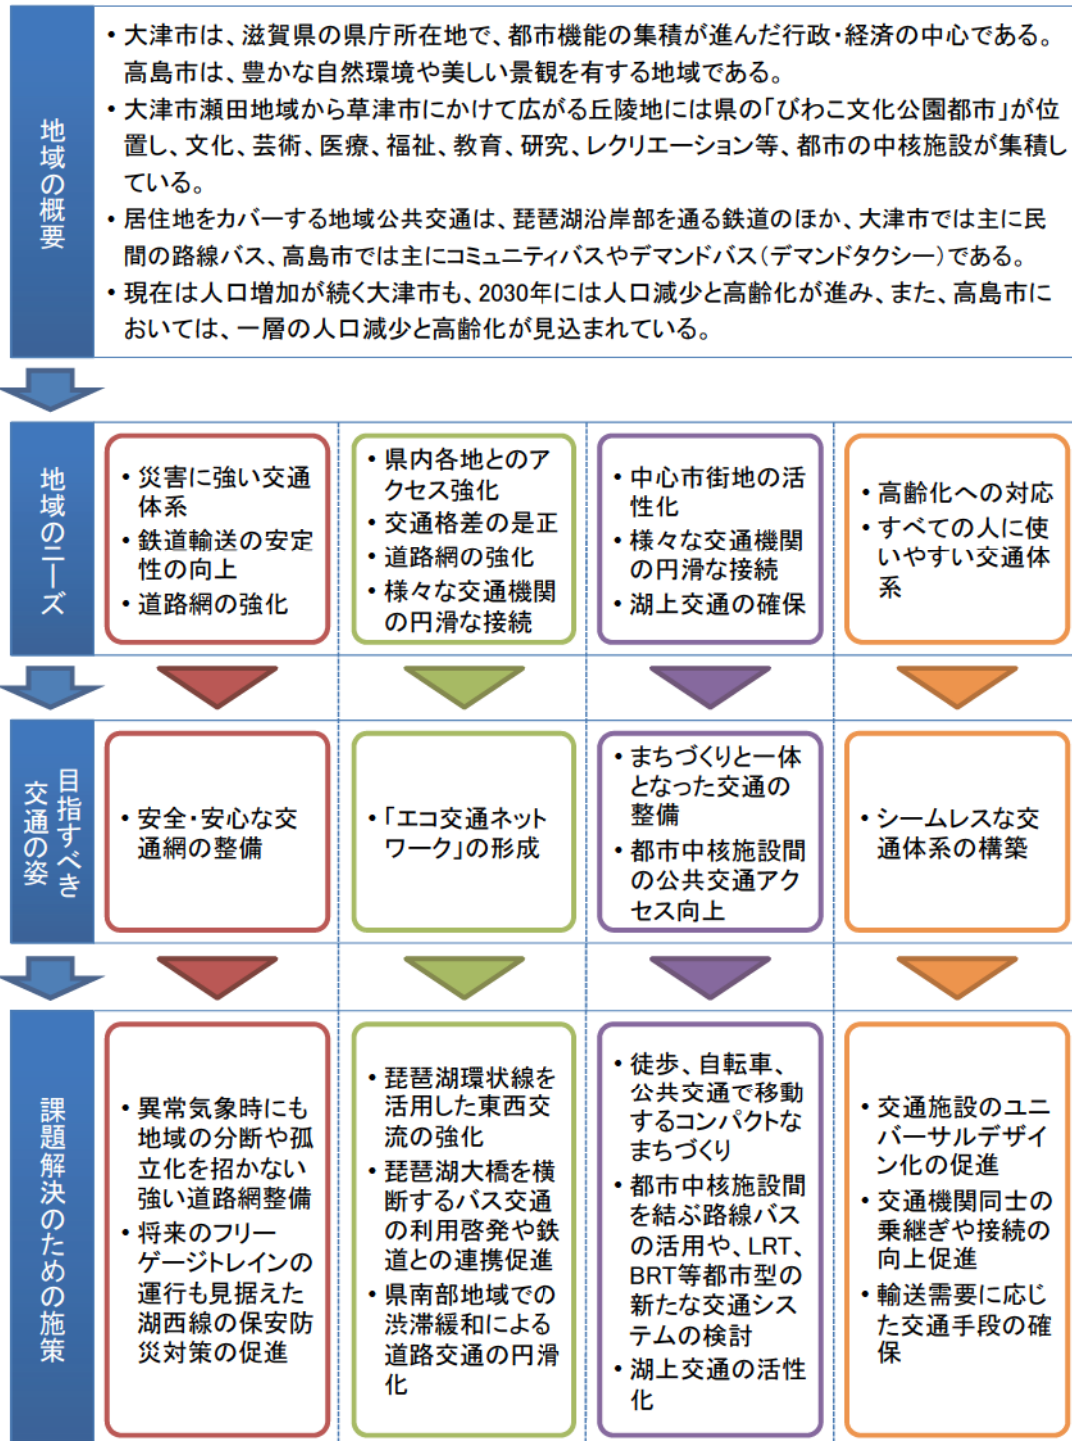 地域の概要
• 大津市は、滋賀県の県庁所在地で、都市機能の集積が進んだ行政・経済の中心である。
高島市は、豊かな自然環境や美しい景観を有する地域である。
• 大津市瀬田地域から草津市にかけて広がる丘陵地には県の「びわこ文化公園都市」が位
置し、文化、芸術、医療、福祉、教育、研究、レクリエーション等、都市の中核施設が集積し
ている。
• 居住地をカバーする地域公共交通は、琵琶湖沿岸部を通る鉄道のほか、大津市では主に民
間の路線バス、高島市では主にコミュニティバスやデマンドバス（デマンドタクシー）である。
• 現在は人口増加が続く大津市も、2030年には人口減少と高齢化が進み、また、高島市に
おいては、一層の人口減少と高齢化が見込まれている。
地域のニーズ
• 災害に強い交通
体系
• 鉄道輸送の安定
性の向上
• 道路網の強化
• 県内各地とのア
クセス強化
• 交通格差の是正
• 道路網の強化
• 様々な交通機関
の円滑な接続
• 中心市街地の活
性化
• 様々な交通機関
の円滑な接続
• 湖上交通の確保
• 高齢化への対応
• すべての人に使
いやすい交通体
系
目指すべき
交通の姿
• 安全・安心な交
通網の整備
• 「エコ交通ネット
ワーク」の形成
• まちづくりと一体
となった交通の
整備
• 都市中核施設間
の公共交通アク
セス向上
• シームレスな交
通体系の構築
課題解決のための施策
• 異常気象時にも
地域の分断や孤
立化を招かない
強い道路網整備
• 将来のフリー
ゲージトレインの
運行も見据えた
湖西線の保安防
災対策の促進
• 琵琶湖環状線を
活用した東西交
流の強化
• 琵琶湖大橋を横
断するバス交通
の利用啓発や鉄
道との連携促進
• 県南部地域での
渋滞緩和による
道路交通の円滑
化
• 徒歩、自転車、
公共交通で移動
するコンパクトな
まちづくり
• 都市中核施設間
を結ぶ路線バス
の活用や、LRT、
BRT等都市型の
新たな交通シス
テムの検討
• 湖上交通の活性
化
• 交通施設のユニ
バーサルデザイ
ン化の促進
• 交通機関同士の
乗継ぎや接続の
向上促進
• 輸送需要に応じ
た交通手段の確
保